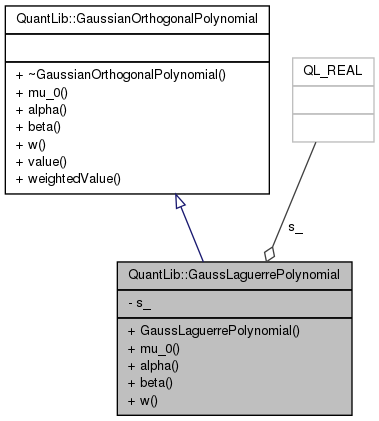 QuantLib::GaussianOrthogonalPolynomial
+ ~GaussianOrthogonalPolynomial()
+ mu_0()
+ alpha()
+ beta()
+ w()
+ value()
+ weightedValue()
QL_REAL
s_
QuantLib::GaussLaguerrePolynomial
- s_
+ GaussLaguerrePolynomial()
+ mu_0()
+ alpha()
+ beta()
+ w()